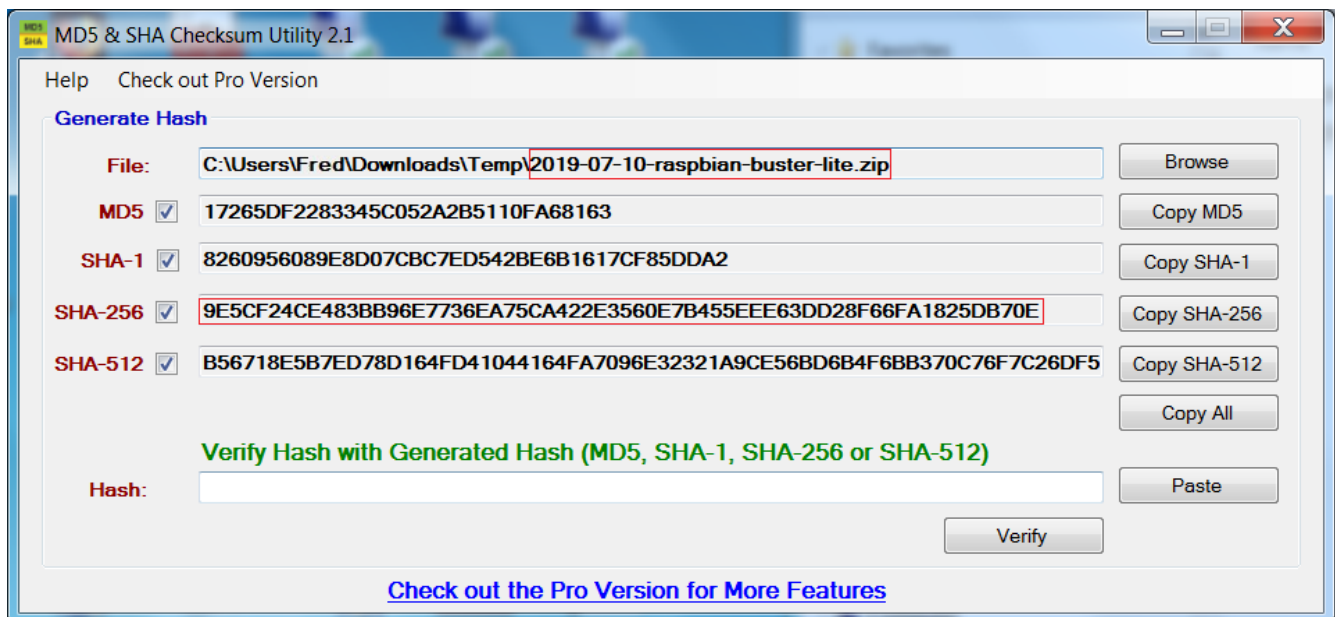 MD5 SHA MD5 & SHA Checksum Utility 2.1
Favorites
Help Check out Pro Version
Generate Hash
File: C:\Users\Fred\Downloads\Temp\2019-07-10-raspbian-buster-lite.zip Browse
MD5 17265DF2283345C052A2B5110FA68163 Copy MD5
SHA-1 8260956089E8D07CBC7ED542BE6B1617CF85DDA2 Copy SHA-1
SHA-256 9E5CF24CE483BB96E7736EA75CA422E3560E7B455EEE63DD28F66FA1825DB70E Copy SHA-256
SHA-512 B56718E5B7ED78D164FD41044164FA7096E32321A9CE56BD6B4F6BB370C76F7C26DF5 Copy SHA-512
Copy All
Verify Hash with Generated Hash (MD5, SHA-1, SHA-256 or SHA-512)
Hash: Paste
Verify
Check out the Pro Version for More Features